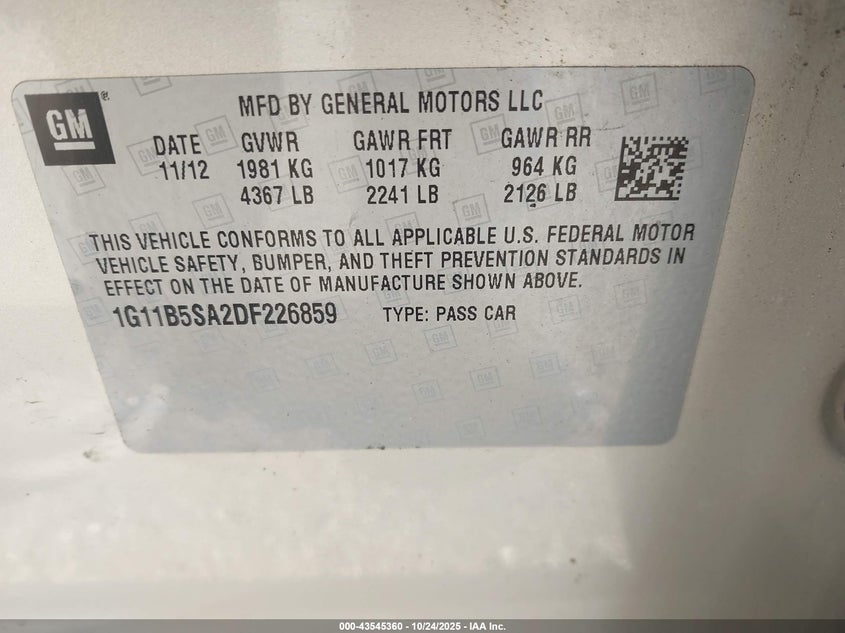 GM
MFD BY GENERAL MOTORS LLC
DATE GVWR GAWR FRT GAWR RR
11/12 1981 KG 1017 KG 964 KG
4367 LB 2241 LB 2126 LB
THIS VEHICLE CONFORMS TO ALL APPLICABLE U.S. FEDERAL MOTOR
VEHICLE SAFETY, BUMPER, AND THEFT PREVENTION STANDARDS IN
EFFECT ON THE DATE OF MANUFACTURE SHOWN ABOVE.
1G11B5SA2DF226859 TYPE: PASS CAR
000-43545360 - 10/24/2025 - IAA Inc.